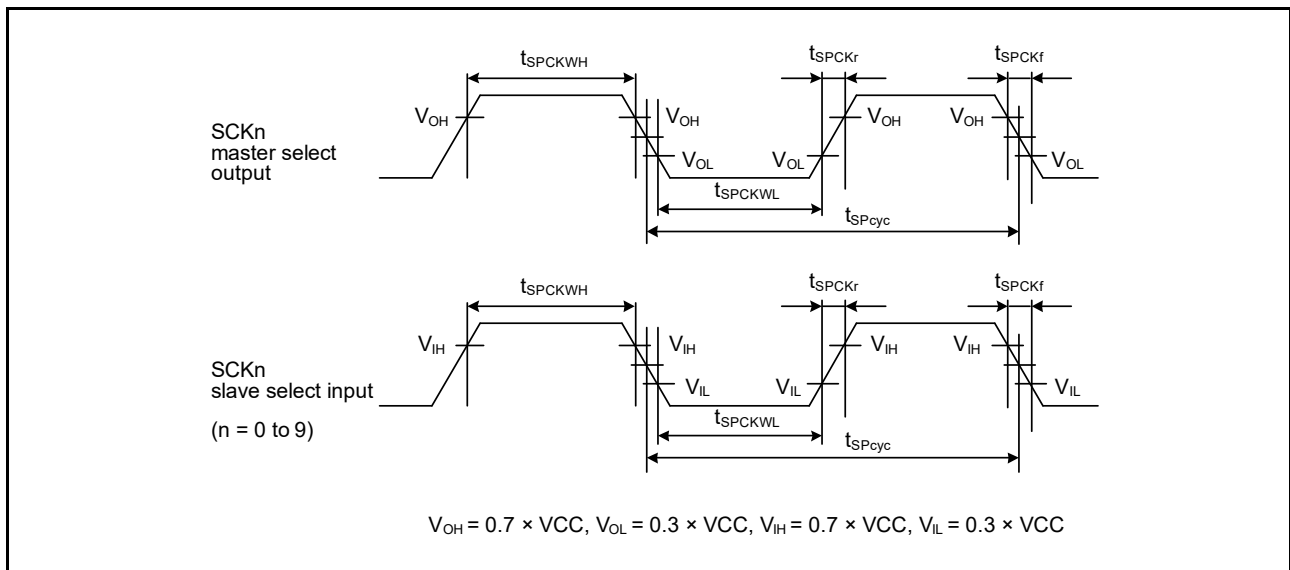 tSPCKWH
tSPCKr
tSPCKf
VOH
VOH
VOH
VOH
SCKn
master select
output
VOL
VOL
VOL
tSPCKWL
tSPcyc
tSPCKWH
tSPCKr
tSPCKf
VIH
VIH
VIH
VIH
SCKn
slave select input
VIL
VIL
VIL
(n = 0 to 9)
tSPCKWL
tSPcyc
VOH = 0.7 × VCC, VOL = 0.3 × VCC, VIH = 0.7 × VCC, VIL = 0.3 × VCC